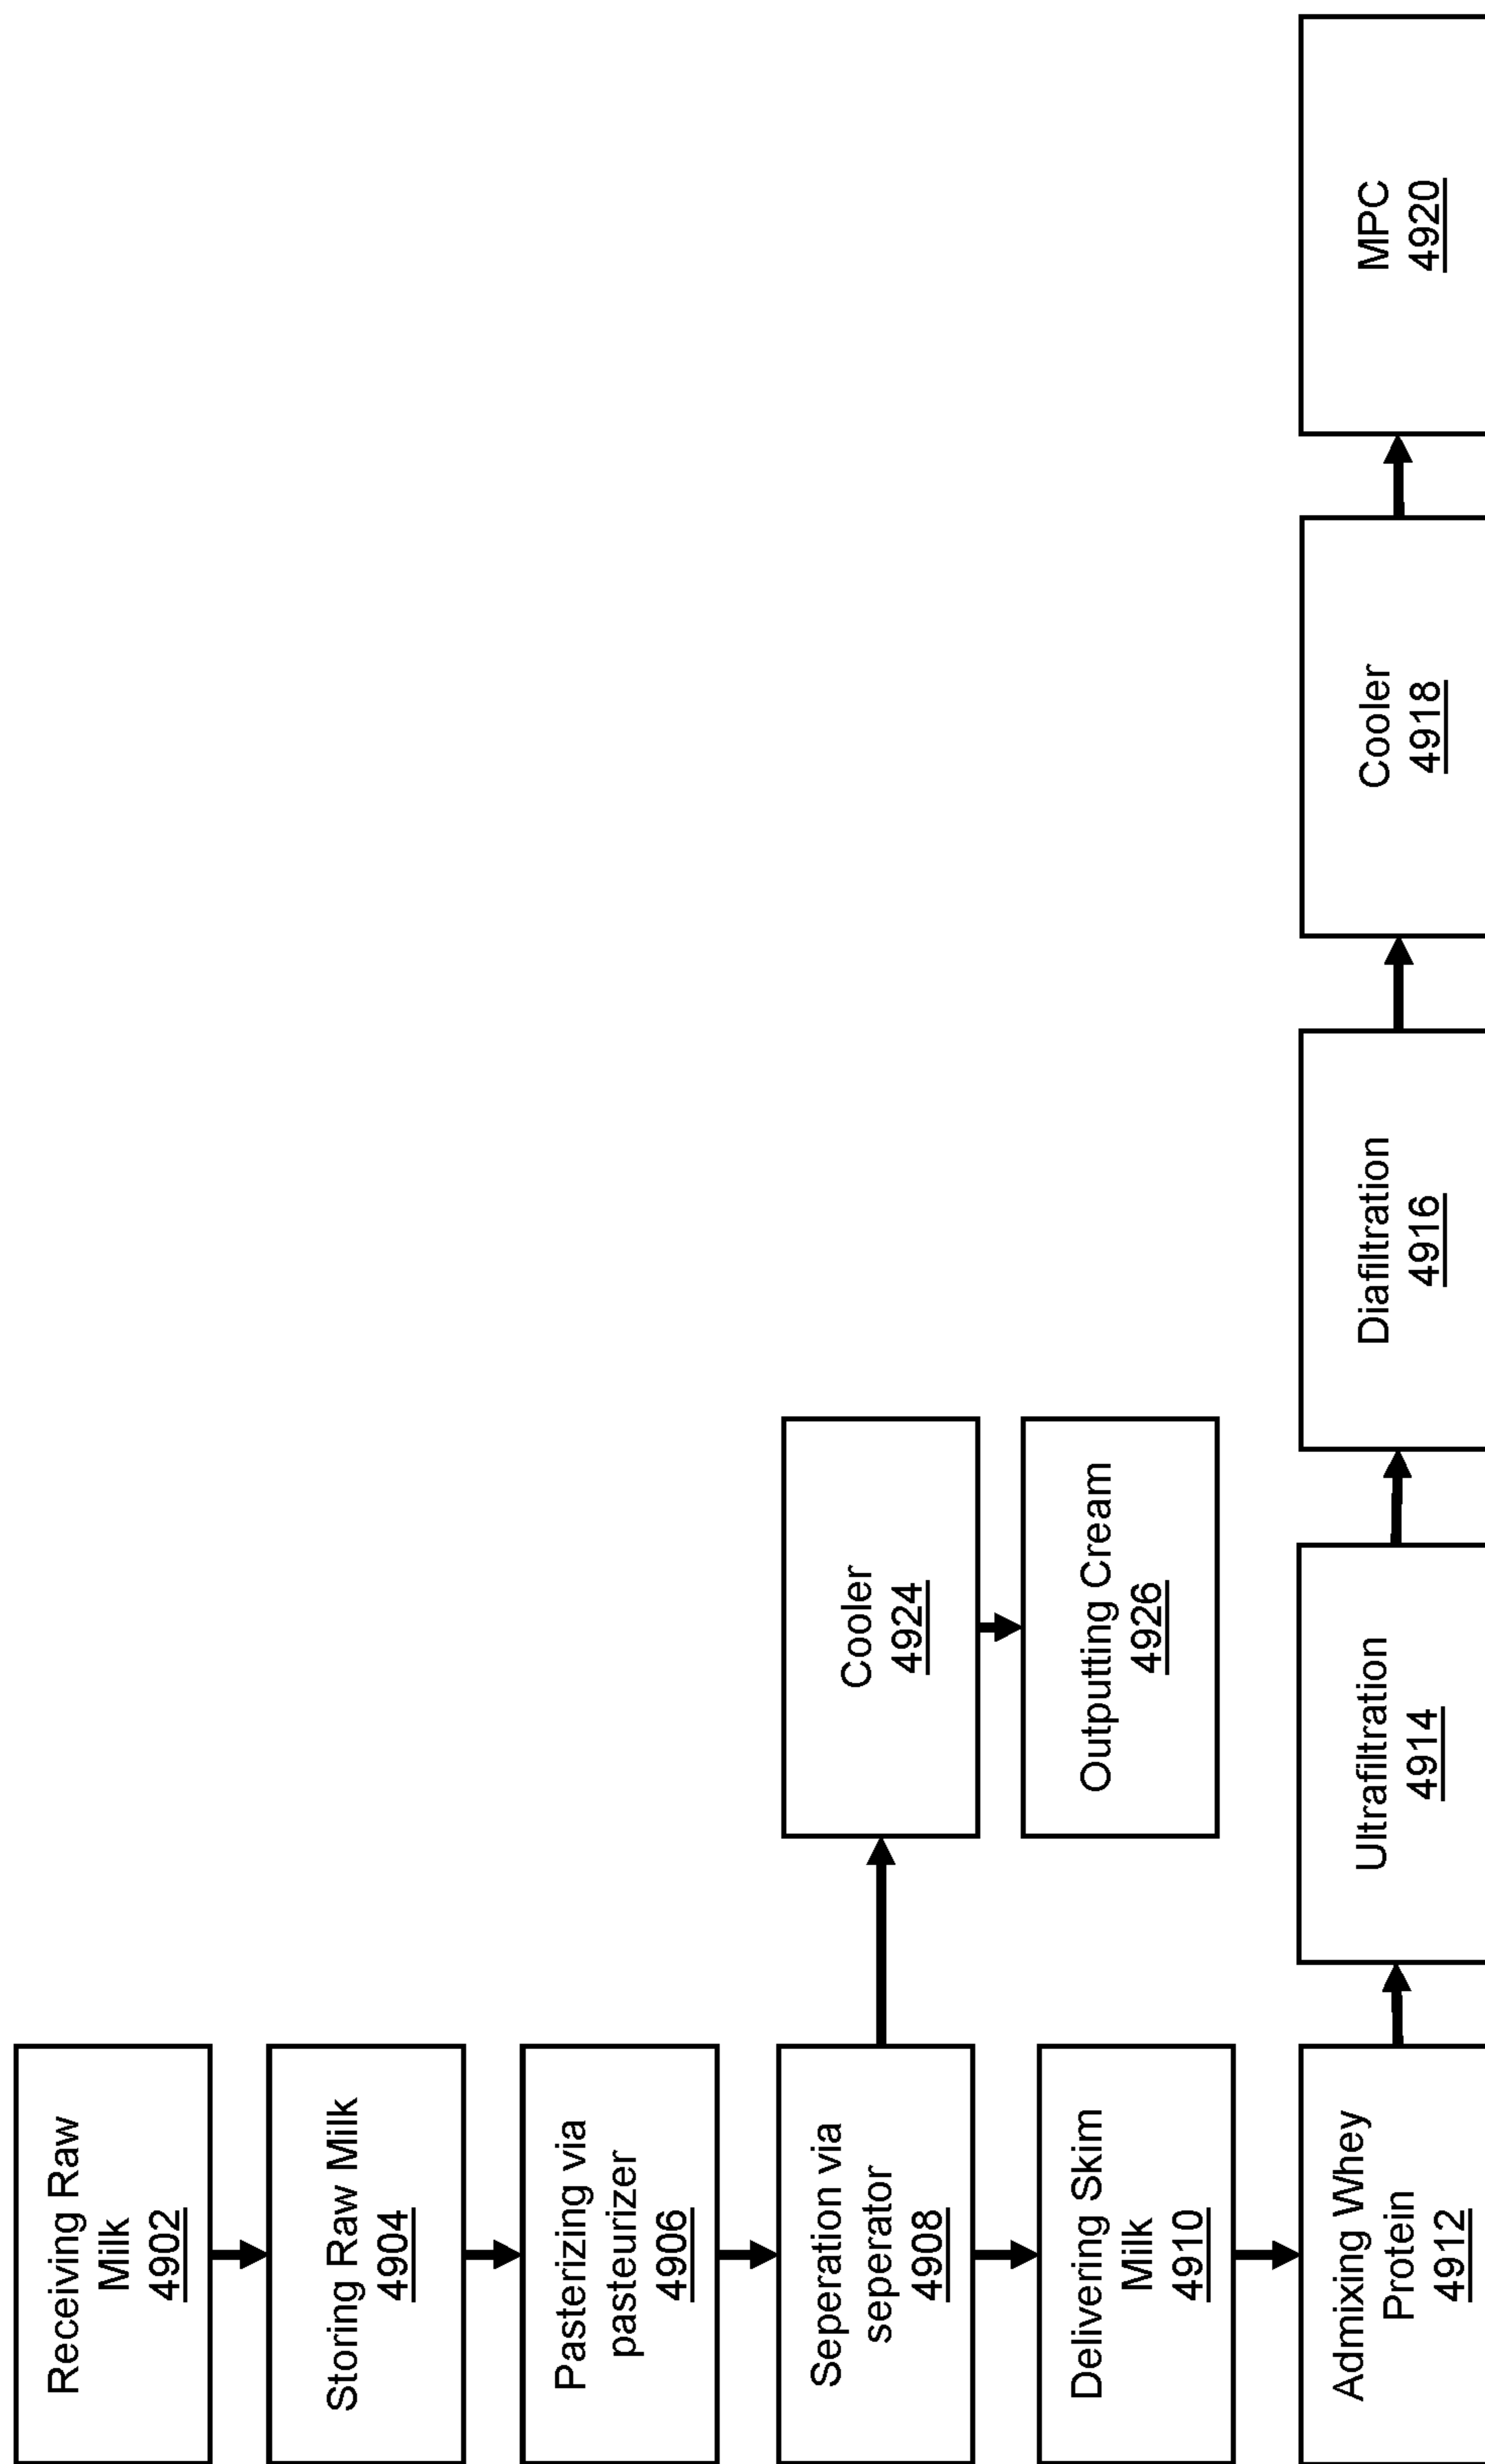 Receiving Raw
Milk
4902
Storing Raw Milk
4904
Pasterizing via
pasteurizer
4906
Seperation via
seperator
4908
Cooler
4924
Outputting Cream
4926
Delivering Skim
Milk
4910
Admixing Whey
Protein
4912
Ultrafiltration
4914
Diafiltration
4916
Cooler
4918
MPC
4920